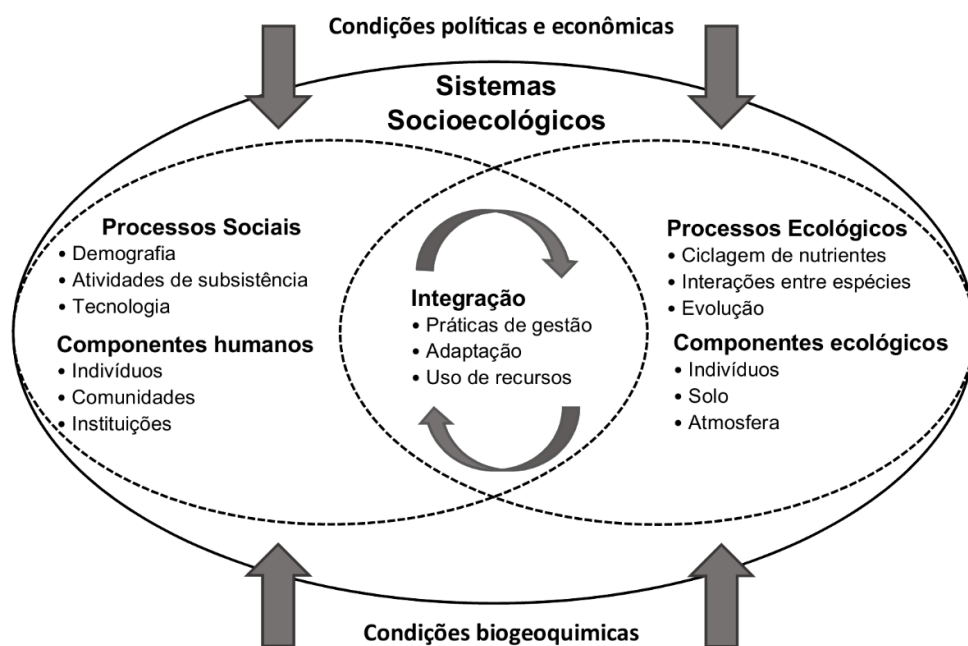 Condições políticas e econômicas
Sistemas
Socioecológicos
Processos Sociais
• Demografia
• Atividades de subsistência
• Tecnologia
Componentes humanos
• Indivíduos
• Comunidades
• Instituições
Integração
• Práticas de gestão
• Adaptação
• Uso de recursos
Processos Ecológicos
• Ciclagem de nutrientes
• Interações entre espécies
• Evolução
Componentes ecológicos
• Indivíduos
• Solo
• Atmosfera
Condições biogeoquimicas